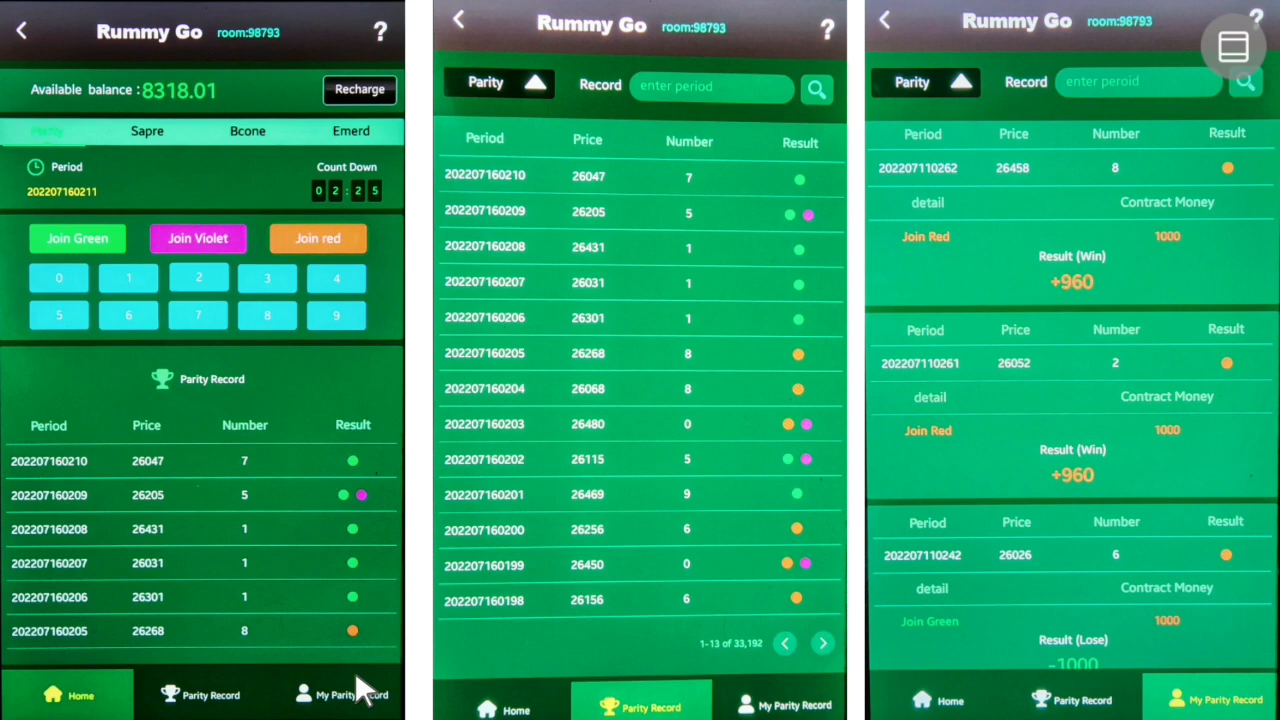 Rummy Go room:98793 ?
Available balance : 8318.01 Recharge
Parity Sapre Bcone Emerd
Period Count Down
202207160211 0 2 : 2 5
Join Green Join Violet Join red
0 1 2 3 4
5 6 7 8 9
Parity Record
Period Price Number Result
202207160210 26047 7
202207160209 26205 5
202207160208 26431 1
202207160207 26031 1
202207160206 26301 1
202207160205 26268 8
Home Parity Record My Parity Record
Rummy Go room:98793 ?
Parity Record enter period
Period Price Number Result
202207160210 26047 7
202207160209 26205 5
202207160208 26431 1
202207160207 26031 1
202207160206 26301 1
202207160205 26268 8
202207160204 26068 8
202207160203 26480 0
202207160202 26115 5
202207160201 26469 9
202207160200 26256 6
202207160199 26450 0
202207160198 26156 6
1-13 of 33,192
Home Parity Record My Parity Record
Rummy Go room:98793 ?
Parity Record enter peroid
Period Price Number Result
202207110262 26458 8
detail Contract Money
Join Red 1000
Result (Win)
+960
Period Price Number Result
202207110261 26052 2
detail Contract Money
Join Red 1000
Result (Win)
+960
Period Price Number Result
202207110242 26026 6
detail Contract Money
Join Green 1000
Result (Lose)
-1000
Home Parity Record My Parity Record